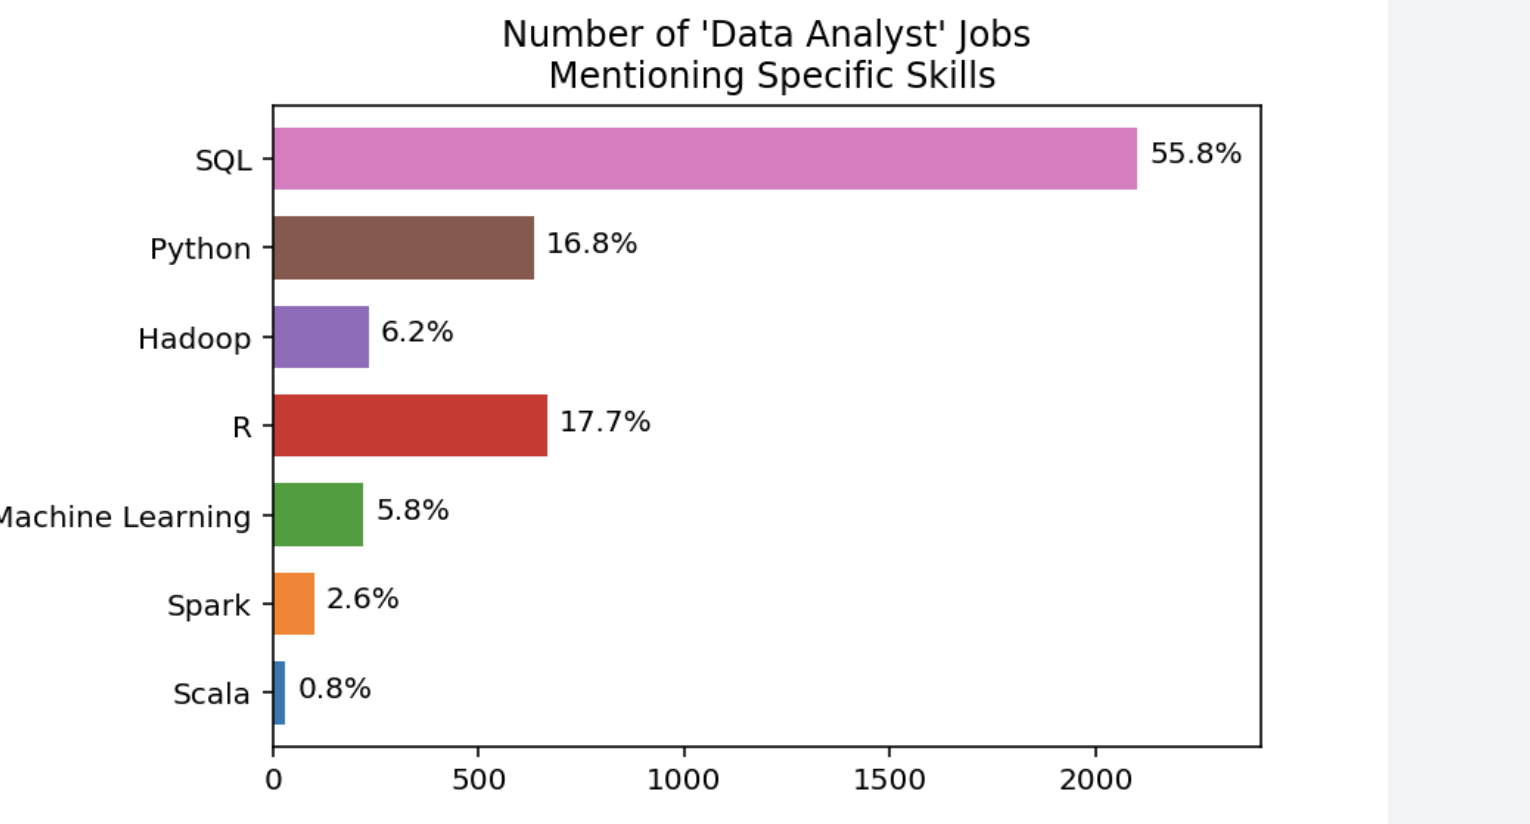 Number of 'Data Analyst' Jobs
Mentioning Specific Skills
SQL
55.8%
Python
16.8%
Hadoop
6.2%
R
17.7%
Machine Learning
5.8%
Spark
2.6%
Scala
0.8%
0 500 1000 1500 2000